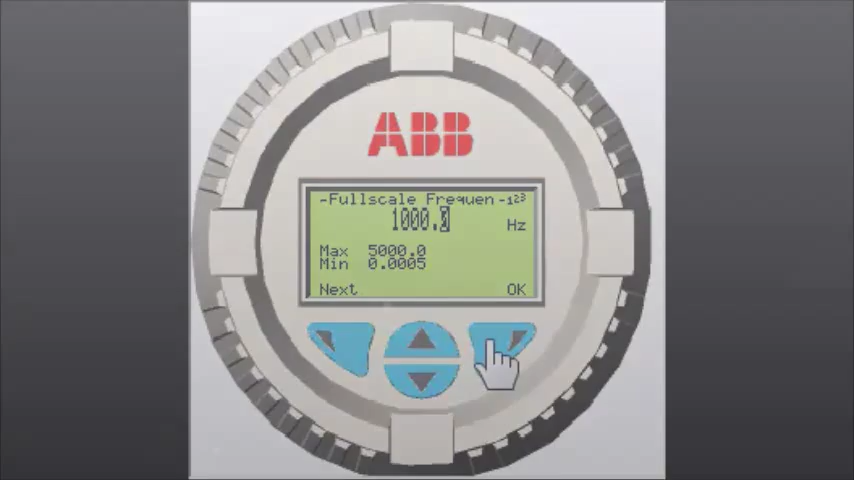 ABB
-Fullscale Frequen-123
1000.0
Hz
Max 5000.0
Min 0.0005
Next OK